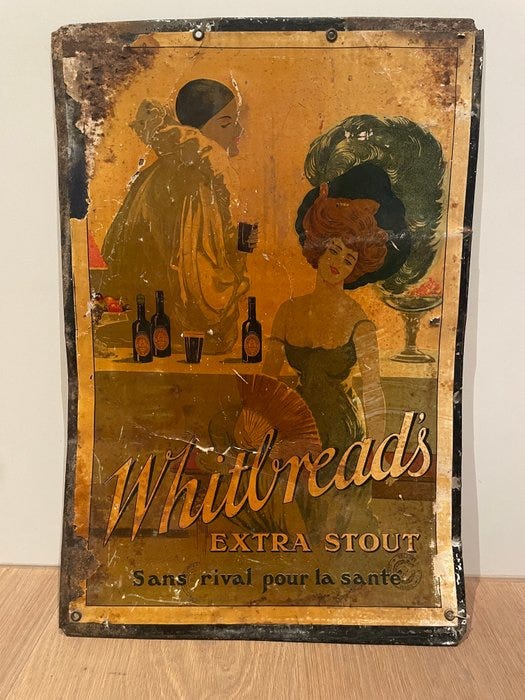 Whitbread's
EXTRA STOUT
Sans rival pour la santé